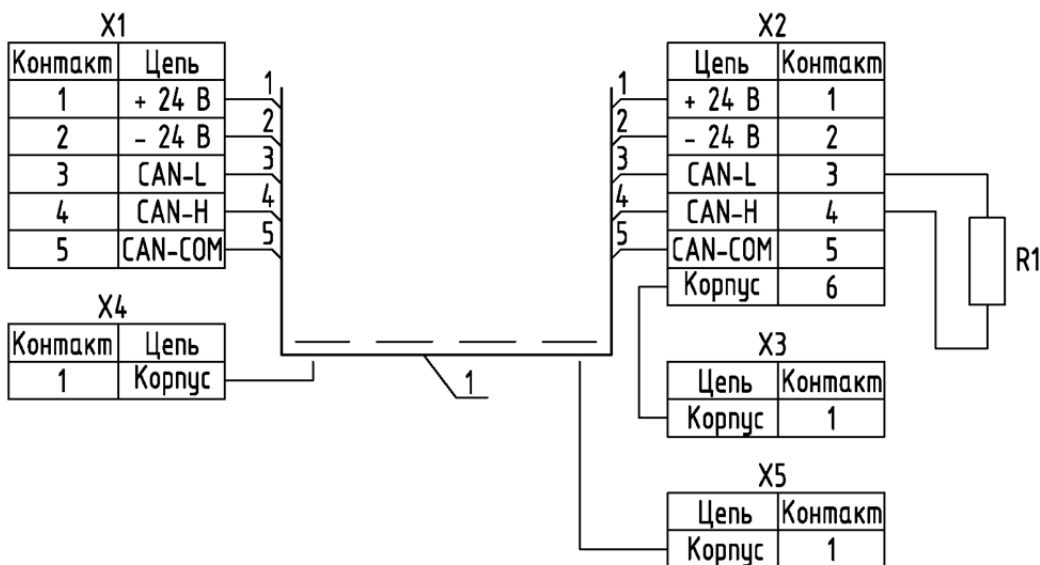 X1
Контакт Цепь
1 + 24 В
2 - 24 В
3 CAN-L
4 CAN-H
5 CAN-COM
1
2
3
4
5
X4
Контакт Цепь
1 Корпус
1
1
2
3
4
5
X2
Цепь Контакт
+ 24 В 1
- 24 В 2
CAN-L 3
CAN-H 4
CAN-COM 5
Корпус 6
R1
X3
Цепь Контакт
Корпус 1
X5
Цепь Контакт
Корпус 1